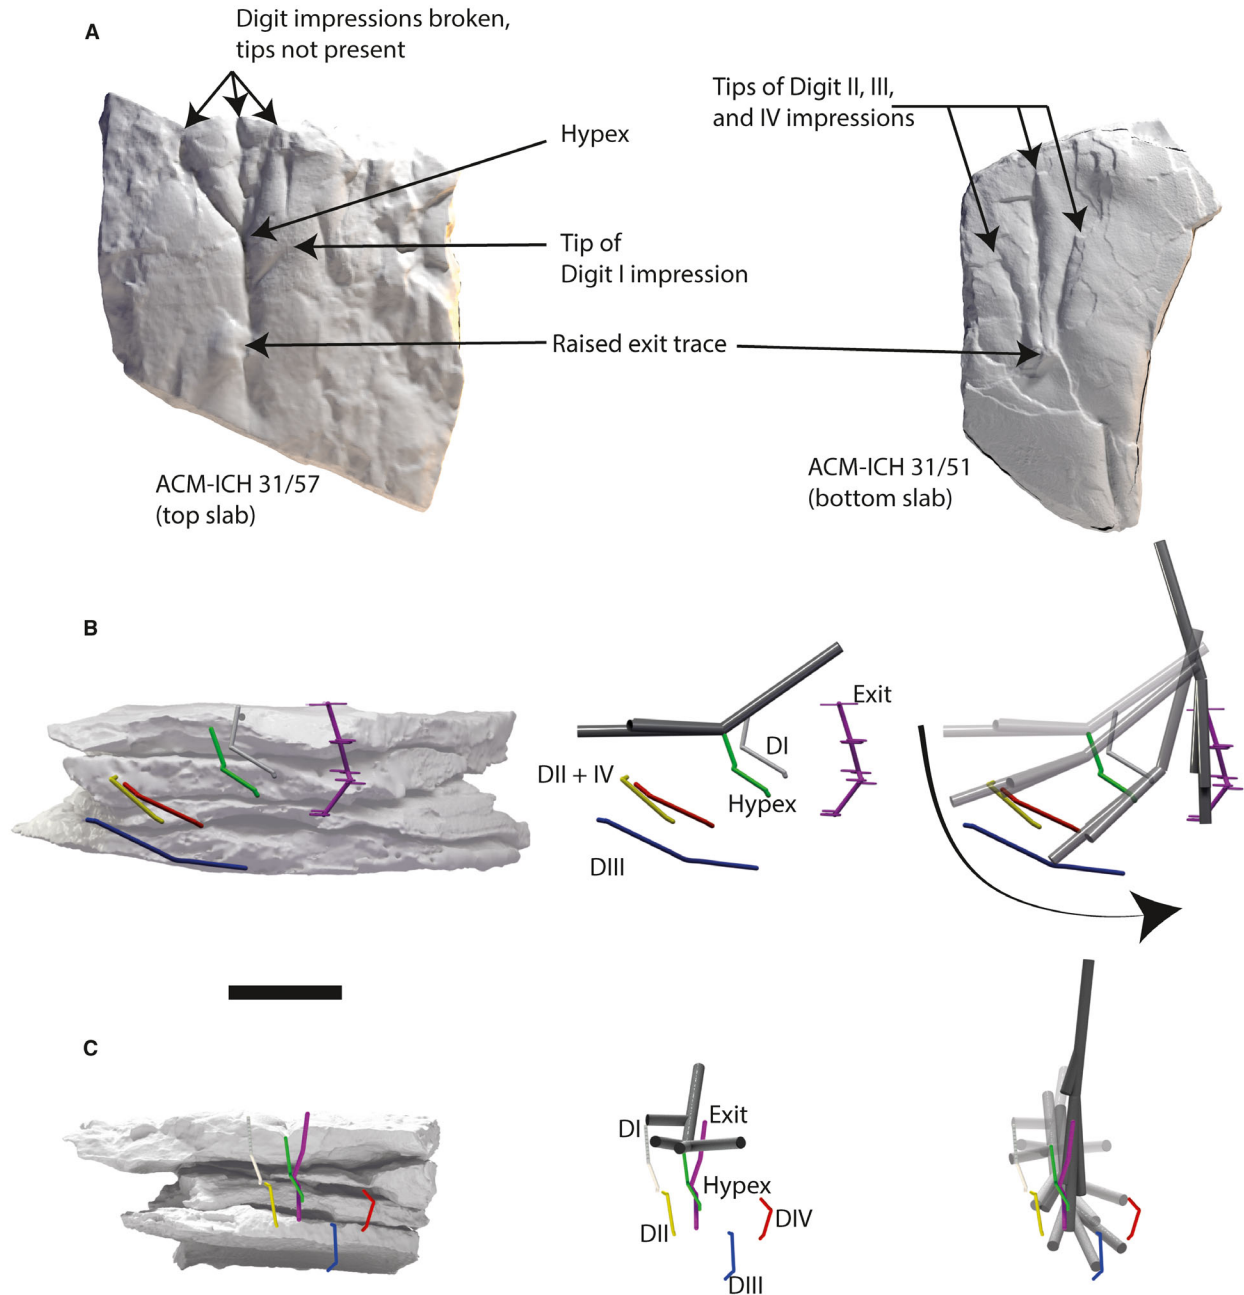 A
Digit impressions broken,
tips not present
Hypex
Tip of
Digit I impression
Raised exit trace
Tips of Digit II, III,
and IV impressions
ACM-ICH 31/57
(top slab)
ACM-ICH 31/51
(bottom slab)
B
Exit
DI
DII + IV
Hypex
DIII
C
DI
Exit
Hypex
DII
DIV
DIII